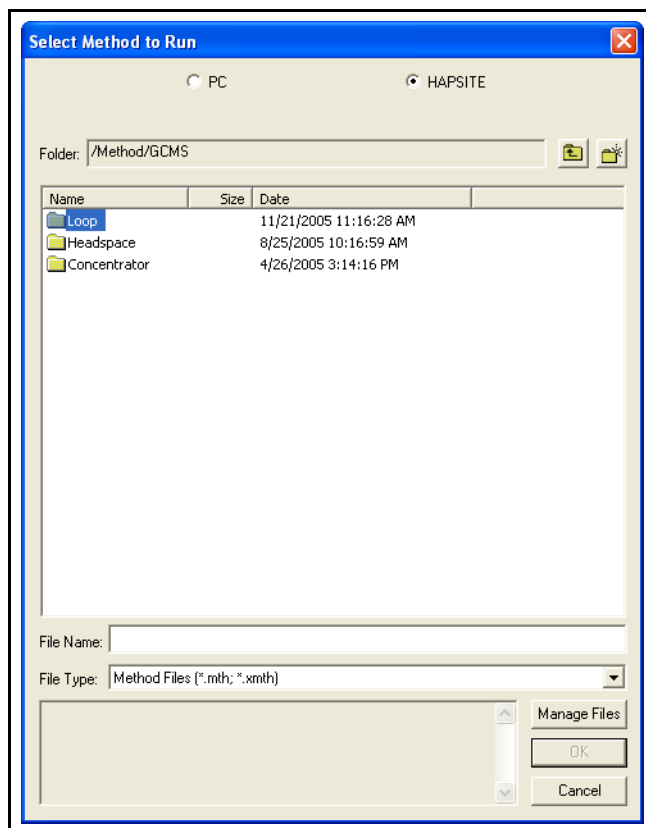 Select Method to Run
PC HAPSITE
Folder: /Method/GCMS
Name Size Date
Loop 11/21/2005 11:16:28 AM
Headspace 8/25/2005 10:16:59 AM
Concentrator 4/26/2005 3:14:16 PM
File Name:
File Type: Method Files (*.mth; *.xmth)
Manage Files
OK
Cancel